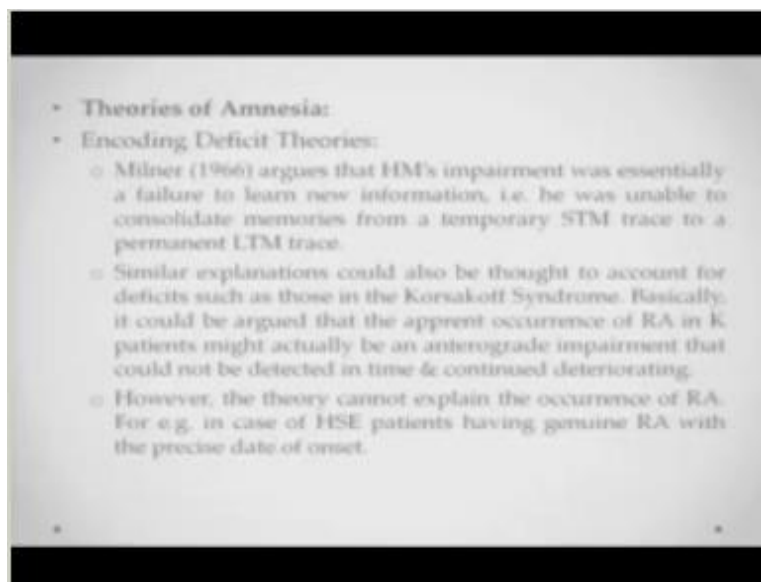 Theories of Amnesia:
Encoding Deficit Theories:
Milner (1966) argues that HM's impairment was essentially
a failure to learn new information, i.e. he was unable to
consolidate memories from a temporary STM trace to a
permanent LTM trace.
Similar explanations could also be thought to account for
deficits such as those in the Korsakoff Syndrome. Basically,
it could be argued that the apprent occurrence of RA in K
patients might actually be an anterograde impairment that
could not be detected in time & continued deteriorating.
However, the theory cannot explain the occurrence of RA.
For e.g. in case of HSE patients having genuine RA with
the precise date of onset.